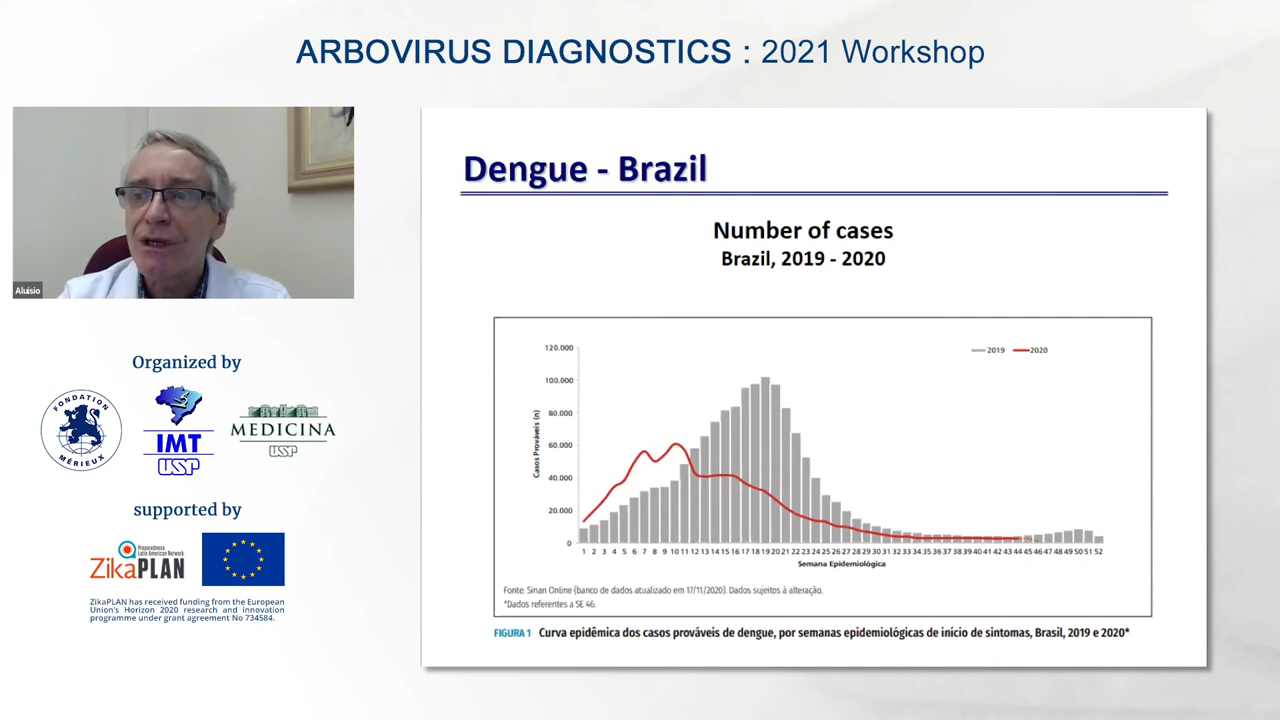 ARBOVIRUS DIAGNOSTICS : 2021 Workshop
Aluisio
Organized by
FONDATION MÉRIEUX
IMT
USP
MEDICINA
USP
supported by
Preparedness
Latin American Network
ZikaPLAN
ZikaPLAN has received funding from the European
Union's Horizon 2020 research and innovation
programme under grant agreement No 734584.
Dengue - Brazil
Number of cases
Brazil, 2019 - 2020
2019 2020
Casos Prováveis (n)
120.000
100.000
80.000
60.000
40.000
20.000
0
1 2 3 4 5 6 7 8 9 10 11 12 13 14 15 16 17 18 19 20 21 22 23 24 25 26 27 28 29 30 31 32 33 34 35 36 37 38 39 40 41 42 43 44 45 46 47 48 49 50 51 52
Semana Epidemiológica
Fonte: Sinan Online (banco de dados atualizado em 17/11/2020). Dados sujeitos à alteração.
*Dados referentes a SE 46.
FIGURA 1 Curva epidêmica dos casos prováveis de dengue, por semanas epidemiológicas de início de sintomas, Brasil, 2019 e 2020*